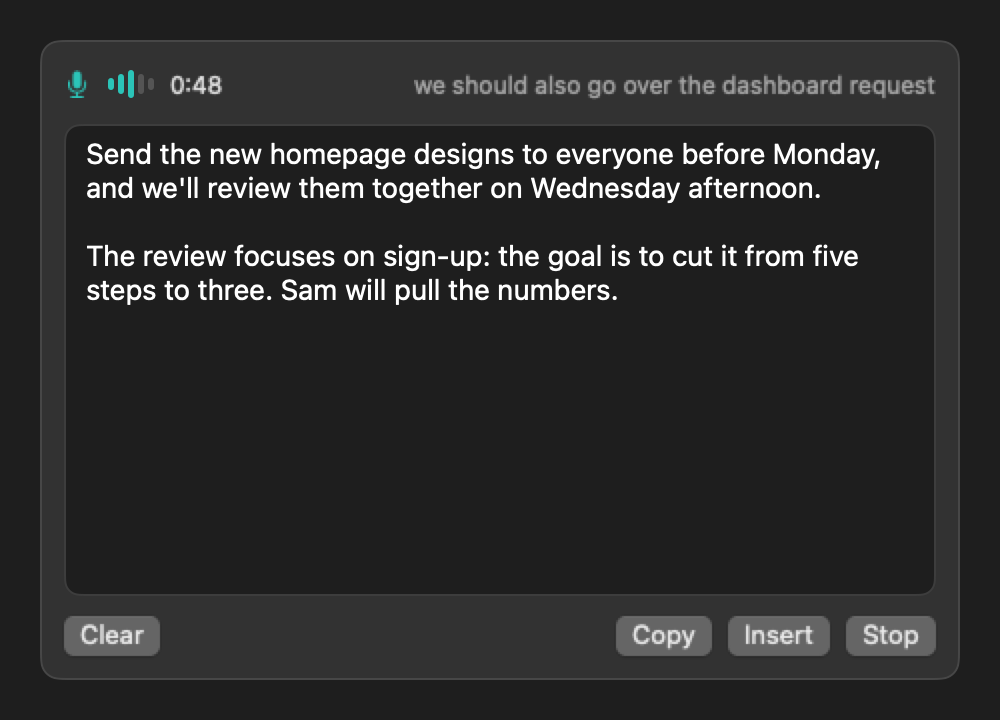 0:48
we should also go over the dashboard request
Send the new homepage designs to everyone before Monday,
and we'll review them together on Wednesday afternoon.
The review focuses on sign-up: the goal is to cut it from five
steps to three. Sam will pull the numbers.
Clear
Copy
Insert
Stop